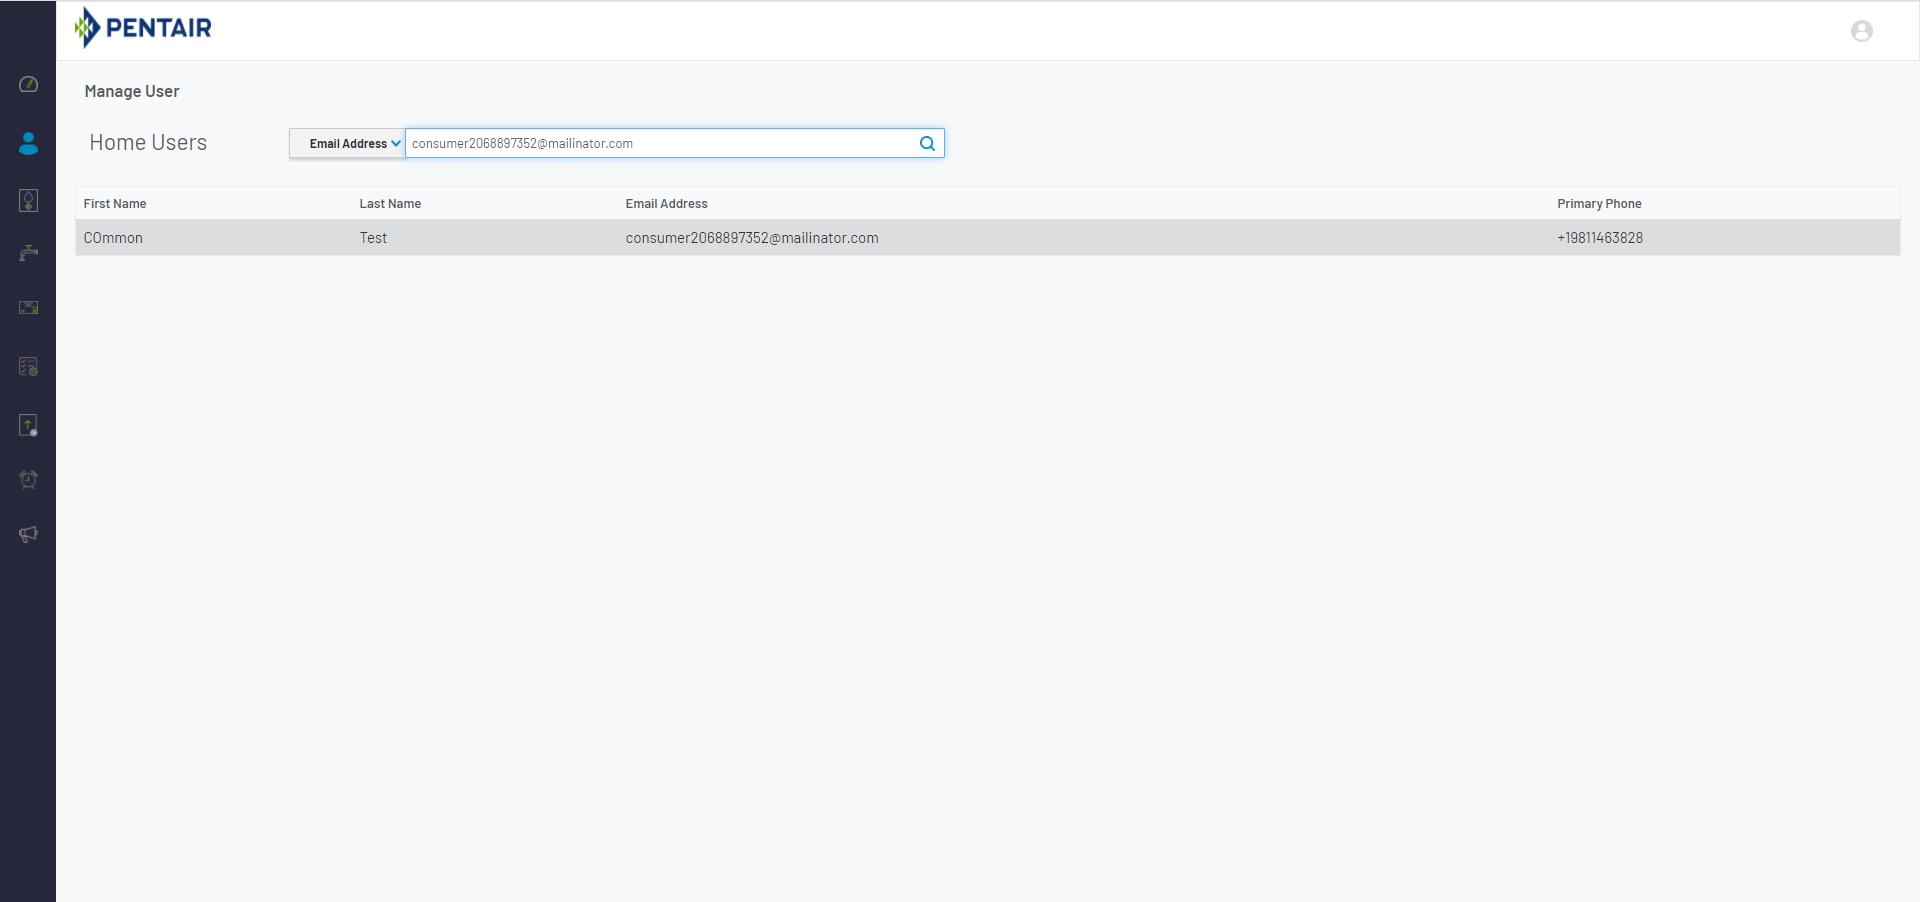 PENTAIR
Manage User
Home Users
Email Address consumer2068897352@mailinator.com
First Name Last Name Email Address Primary Phone
COmmon Test consumer2068897352@mailinator.com +19811463828